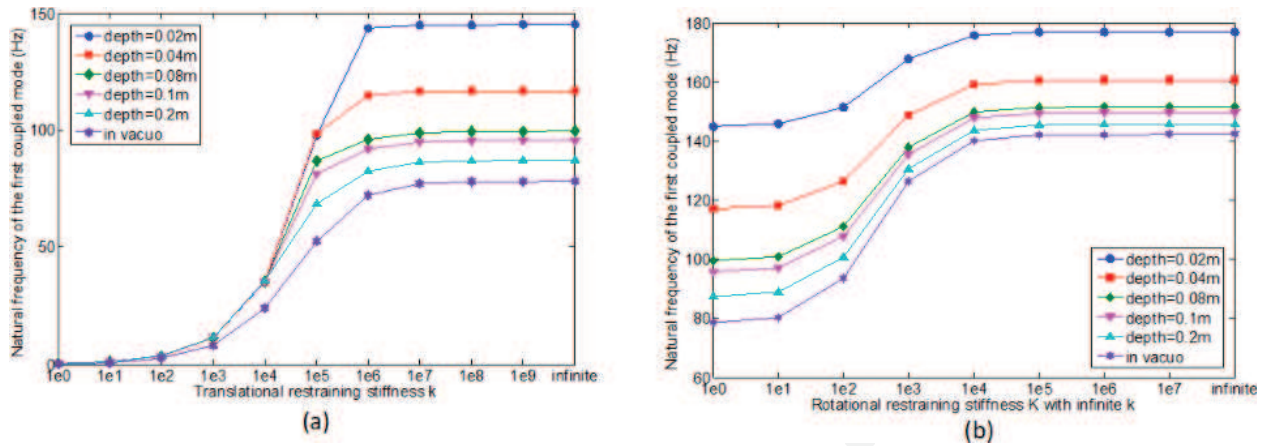 Natural frequency of the first coupled mode (Hz)
150
100
50
0
depth=0.02m
depth=0.04m
depth=0.08m
depth=0.1m
depth=0.2m
in vacuo
1e0 1e1 1e2 1e3 1e4 1e5 1e6 1e7 1e8 1e9 infinite
Translational restraining stiffness k
(a)
Natural frequency of the first coupled mode (Hz)
180
160
140
120
100
80
60
depth=0.02m
depth=0.04m
depth=0.08m
depth=0.1m
depth=0.2m
in vacuo
1e0 1e1 1e2 1e3 1e4 1e5 1e6 1e7 infinite
Rotational restraining stiffness K with infinite k
(b)